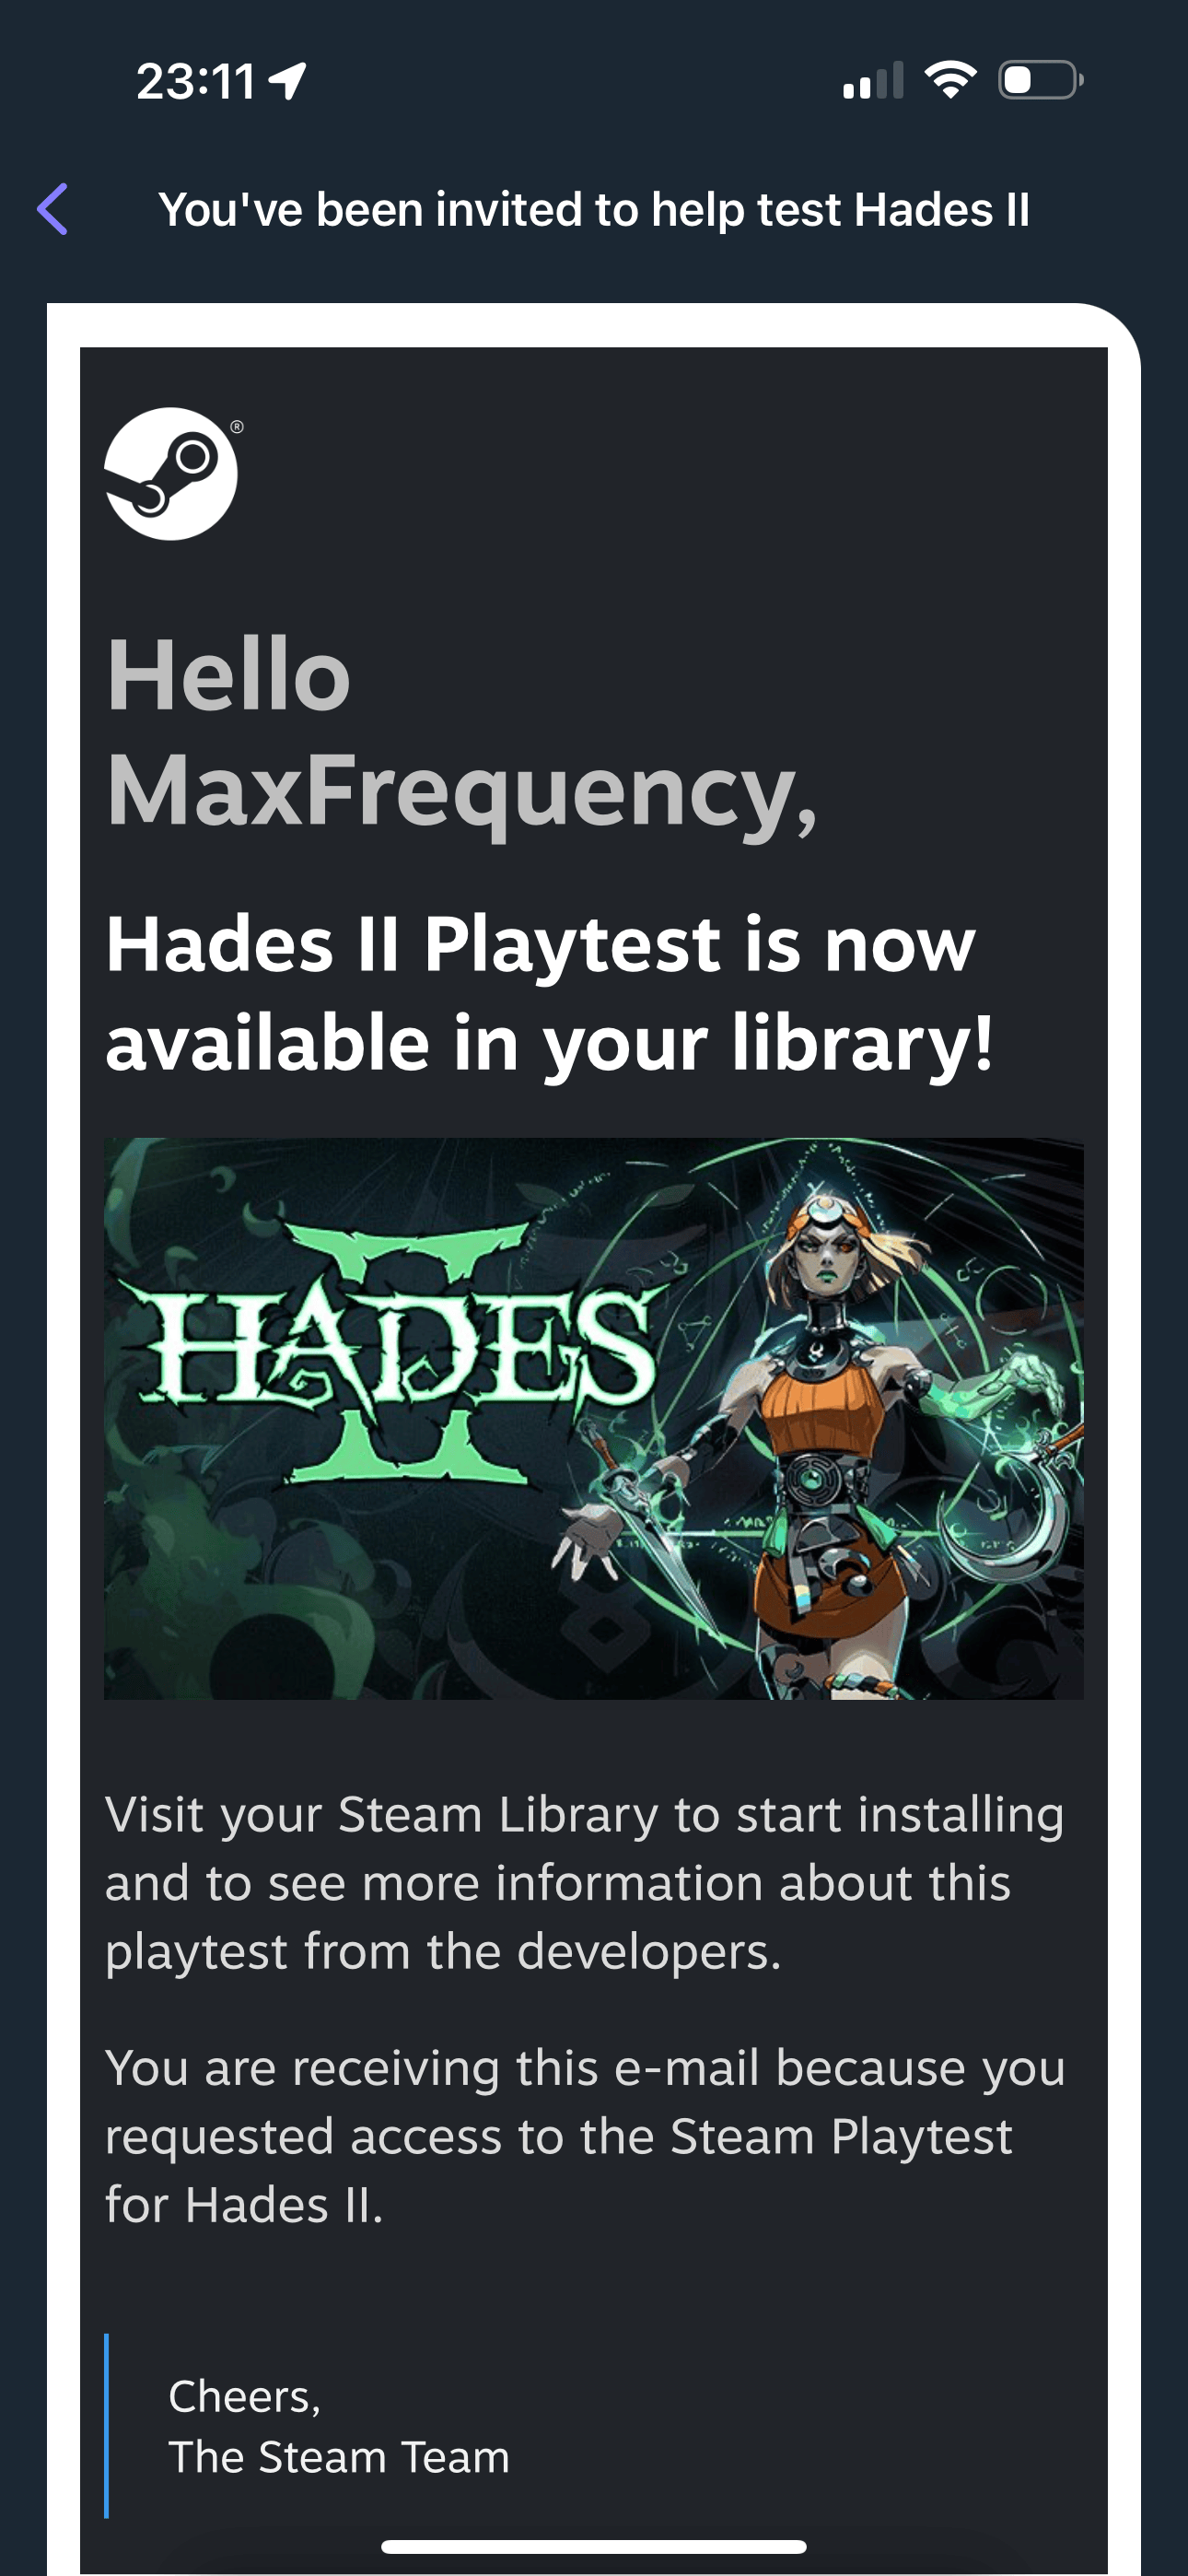 23:11
You've been invited to help test Hades II
®
Hello
MaxFrequency,
Hades II Playtest is now
available in your library!
II
HADES
Visit your Steam Library to start installing
and to see more information about this
playtest from the developers.
You are receiving this e-mail because you
requested access to the Steam Playtest
for Hades II.
Cheers,
The Steam Team